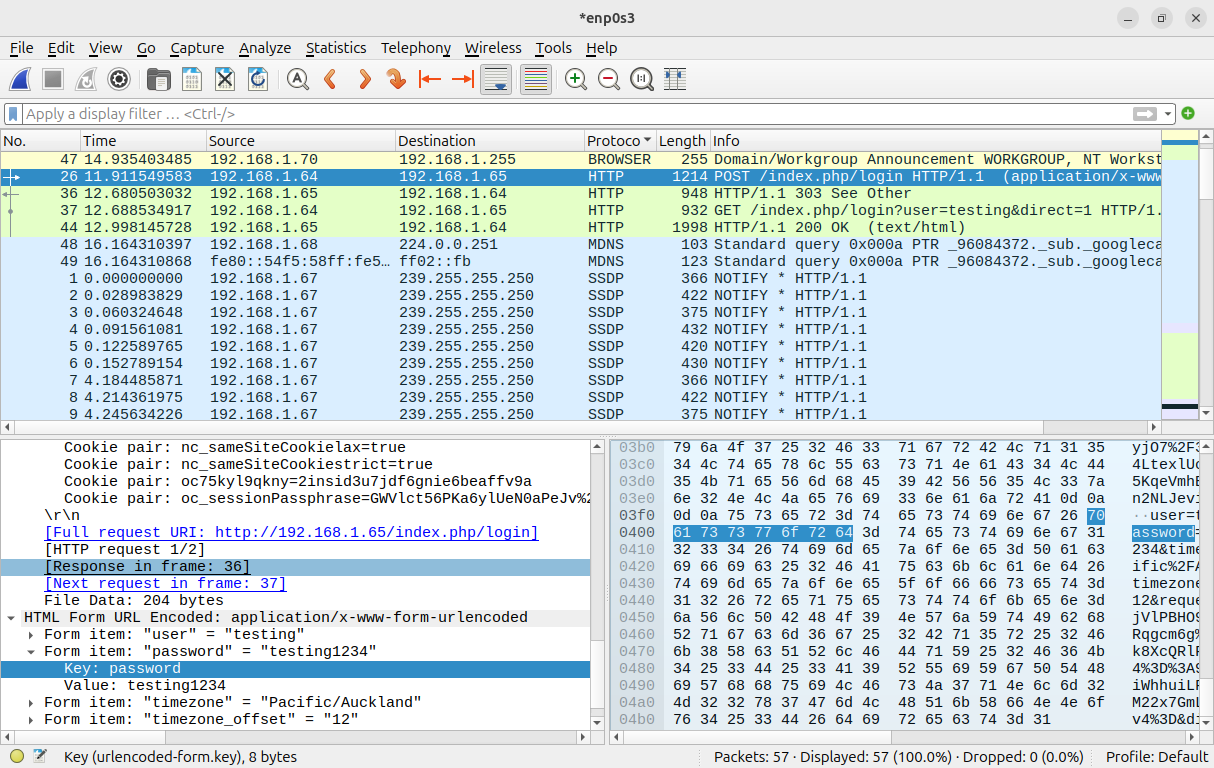 *enp0s3
File Edit View Go Capture Analyze Statistics Telephony Wireless Tools Help
Apply a display filter … <Ctrl-/>
No. Time Source Destination Protoco Length Info
47 14.935403485 192.168.1.70 192.168.1.255 BROWSER 255 Domain/Workgroup Announcement WORKGROUP, NT Workst
26 11.911549583 192.168.1.64 192.168.1.65 HTTP 1214 POST /index.php/login HTTP/1.1 (application/x-www
36 12.680503032 192.168.1.65 192.168.1.64 HTTP 948 HTTP/1.1 303 See Other
37 12.688534917 192.168.1.64 192.168.1.65 HTTP 932 GET /index.php/login?user=testing&direct=1 HTTP/1.
44 12.998145728 192.168.1.65 192.168.1.64 HTTP 1998 HTTP/1.1 200 OK (text/html)
48 16.164310397 192.168.1.68 224.0.0.251 MDNS 103 Standard query 0x000a PTR _96084372._sub._googleca
49 16.164310868 fe80::54f5:58ff:fe5… ff02::fb MDNS 123 Standard query 0x000a PTR _96084372._sub._googleca
1 0.000000000 192.168.1.67 239.255.255.250 SSDP 366 NOTIFY * HTTP/1.1
2 0.028983829 192.168.1.67 239.255.255.250 SSDP 422 NOTIFY * HTTP/1.1
3 0.060324648 192.168.1.67 239.255.255.250 SSDP 375 NOTIFY * HTTP/1.1
4 0.091561081 192.168.1.67 239.255.255.250 SSDP 432 NOTIFY * HTTP/1.1
5 0.122589765 192.168.1.67 239.255.255.250 SSDP 420 NOTIFY * HTTP/1.1
6 0.152789154 192.168.1.67 239.255.255.250 SSDP 430 NOTIFY * HTTP/1.1
7 4.184485871 192.168.1.67 239.255.255.250 SSDP 366 NOTIFY * HTTP/1.1
8 4.214361975 192.168.1.67 239.255.255.250 SSDP 422 NOTIFY * HTTP/1.1
9 4.245634226 192.168.1.67 239.255.255.250 SSDP 375 NOTIFY * HTTP/1.1
Cookie pair: nc_sameSiteCookielax=true
Cookie pair: nc_sameSiteCookiestrict=true
Cookie pair: oc75kyl9qkny=2insid3u7jdf6gnie6beaffv9a
Cookie pair: oc_sessionPassphrase=GWVlct56PKa6ylUeN0aPeJv%2
\r\n
[Full request URI: http://192.168.1.65/index.php/login]
[HTTP request 1/2]
[Response in frame: 36]
[Next request in frame: 37]
File Data: 204 bytes
HTML Form URL Encoded: application/x-www-form-urlencoded
Form item: "user" = "testing"
Form item: "password" = "testing1234"
Key: password
Value: testing1234
Form item: "timezone" = "Pacific/Auckland"
Form item: "timezone_offset" = "12"
03b0 79 6a 4f 37 25 32 46 33 71 67 72 42 4c 71 31 35 yjO7%2F3
03c0 34 4c 74 65 78 6c 55 63 73 71 4e 61 43 34 4c 44 4LtexlUc
03d0 35 4b 71 65 56 6d 68 45 39 42 56 56 35 4c 33 7a 5KqeVmhE
03e0 6e 32 4e 4c 4a 65 76 69 33 6e 61 6a 72 41 0d 0a n2NLJevi
03f0 0d 0a 75 73 65 72 3d 74 65 73 74 69 6e 67 26 70 ··user=t
0400 61 73 73 77 6f 72 64 3d 74 65 73 74 69 6e 67 31 assword=
0410 32 33 34 26 74 69 6d 65 7a 6f 6e 65 3d 50 61 63 234&time
0420 69 66 69 63 25 32 46 41 75 63 6b 6c 61 6e 64 26 ific%2FA
0430 74 69 6d 65 7a 6f 6e 65 5f 6f 66 66 73 65 74 3d timezone
0440 31 32 26 72 65 71 75 65 73 74 74 6f 6b 65 6e 3d 12&reque
0450 6a 56 6c 50 42 48 4f 39 4e 57 6a 59 74 49 62 68 jVlPBHO9
0460 52 71 67 63 6d 36 67 25 32 42 71 35 72 25 32 46 Rqgcm6g%
0470 6b 38 58 63 51 52 6c 46 44 71 59 25 32 46 36 4b k8XcQRlF
0480 34 25 33 44 25 33 41 39 52 55 69 59 67 50 54 48 4%3D%3A9
0490 69 57 68 68 75 69 4c 46 73 4a 37 71 4e 6c 6d 32 iWhhuiLF
04a0 4d 32 32 78 37 47 6d 4c 48 51 6b 58 66 4e 4e 6f M22x7GmL
04b0 76 34 25 33 44 26 64 69 72 65 63 74 3d 31 v4%3D&di
Key (urlencoded-form.key), 8 bytes Packets: 57 · Displayed: 57 (100.0%) · Dropped: 0 (0.0%) Profile: Default